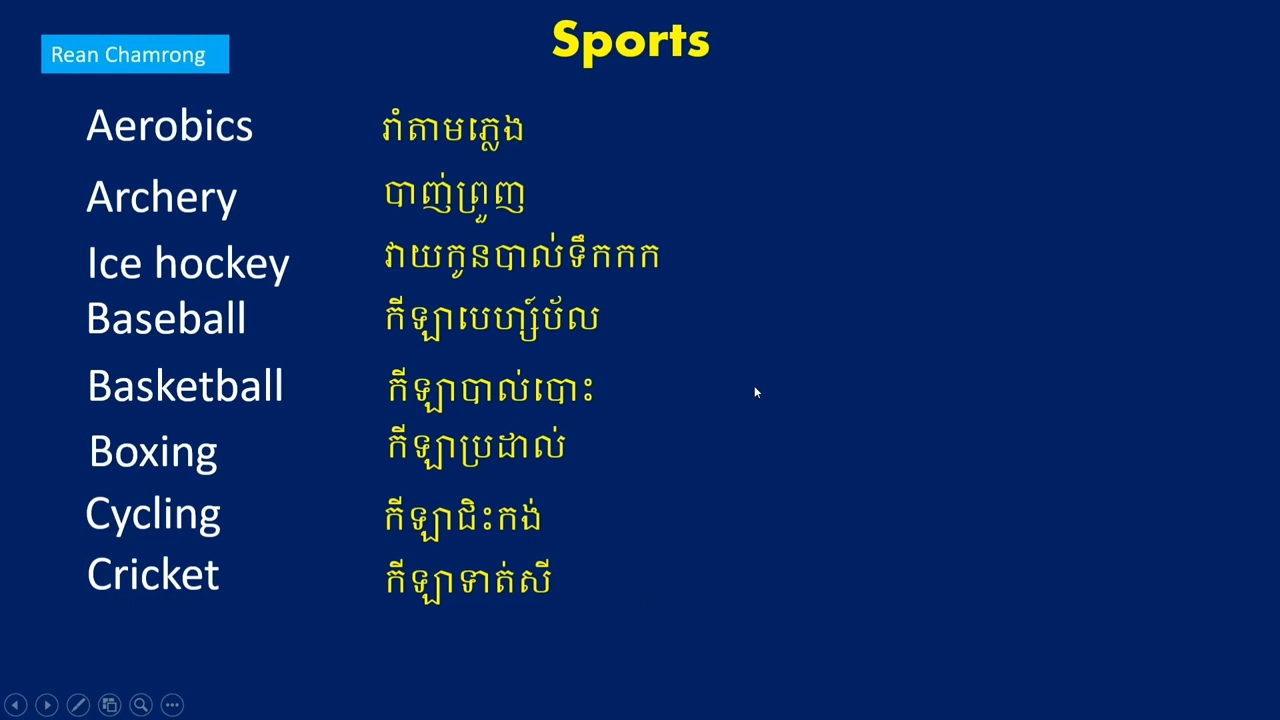 Sports
Rean Chamrong
Aerobics រាំតាមភ្លេង
Archery បាញ់ព្រួញ
Ice hockey វាយកូនបាល់ទឹកកក
Baseball កីឡាបេហ្ស៍ប័ល
Basketball កីឡាបាល់បោះ
Boxing កីឡាប្រដាល់
Cycling កីឡាជិះកង់
Cricket កីឡាទាត់សី